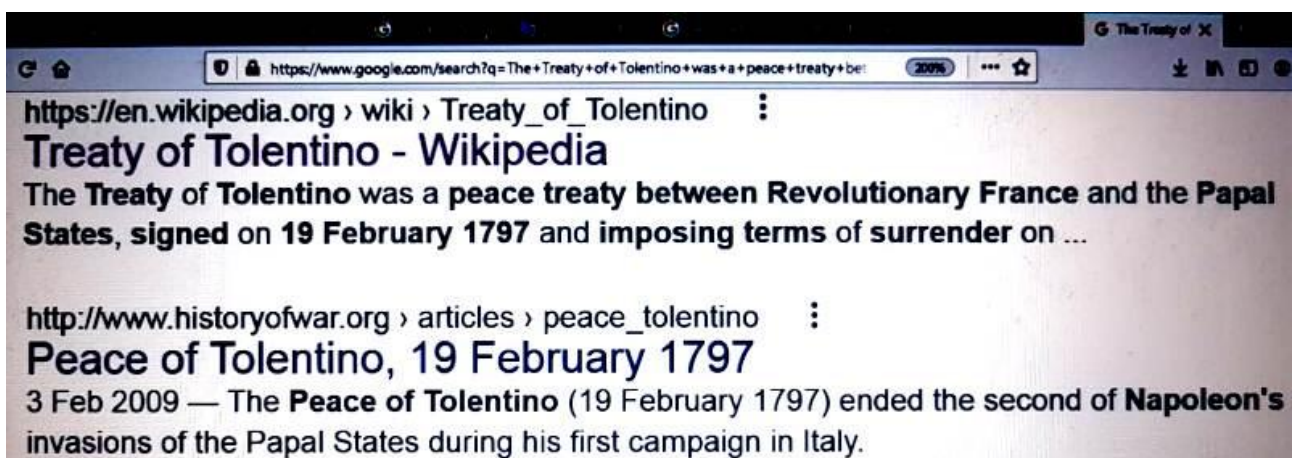 G The Treaty of
https://www.google.com/search?q=The+Treaty+of+Tolentino+was+a+peace+treaty+bet 200%
https://en.wikipedia.org › wiki › Treaty_of_Tolentino
Treaty of Tolentino - Wikipedia
The Treaty of Tolentino was a peace treaty between Revolutionary France and the Papal
States, signed on 19 February 1797 and imposing terms of surrender on ...
http://www.historyofwar.org › articles › peace_tolentino
Peace of Tolentino, 19 February 1797
3 Feb 2009 — The Peace of Tolentino (19 February 1797) ended the second of Napoleon's
invasions of the Papal States during his first campaign in Italy.